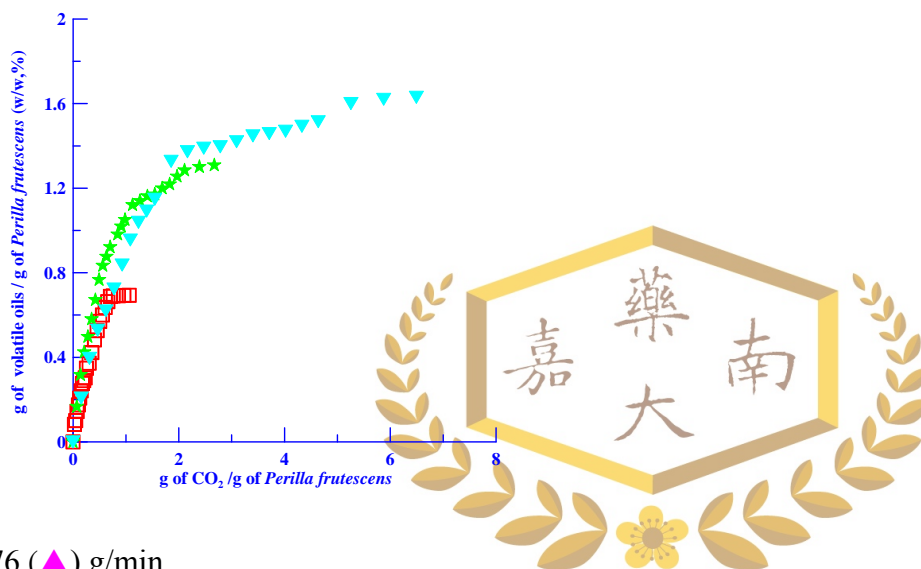 2
1.6
1.2
0.8
0.4
0
g of volatile oils / g of Perilla frutescens (w/w,%)
0 2 4 6 8
g of CO₂ /g of Perilla frutescens
藥
嘉 南
大
76 (▲) g/min